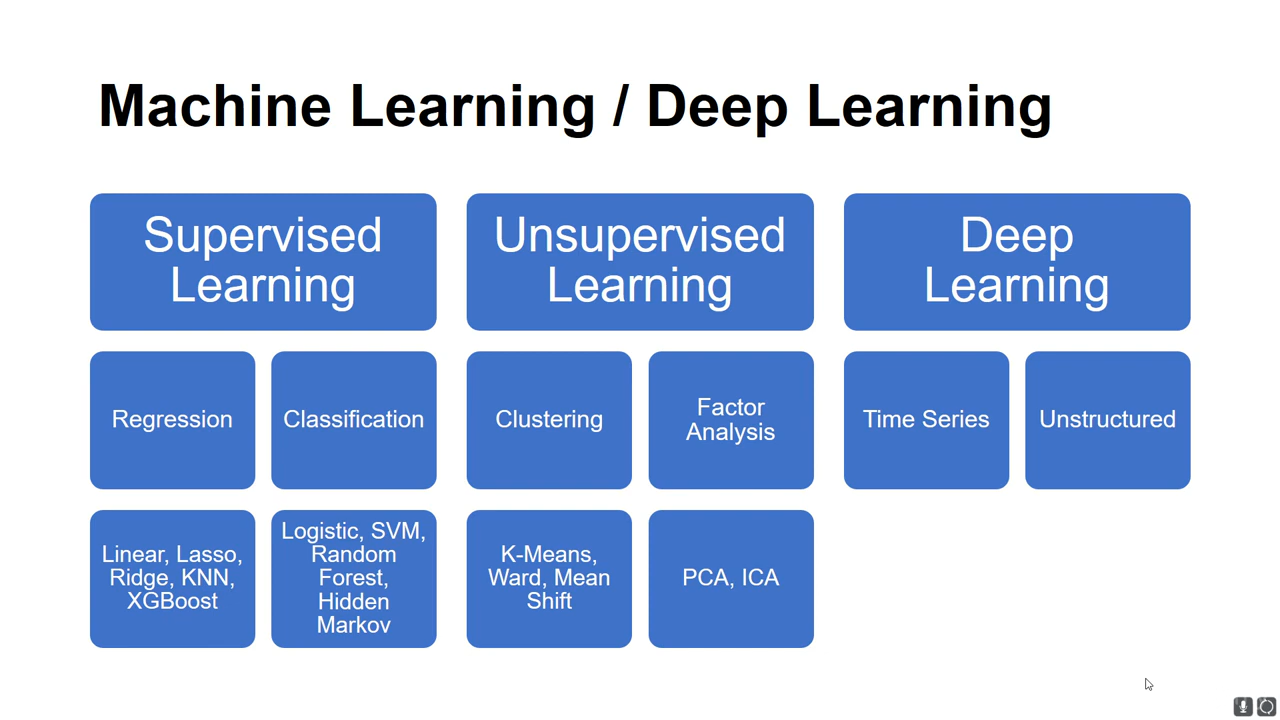 Machine Learning / Deep Learning
Supervised
Learning
Unsupervised
Learning
Deep
Learning
Regression
Classification
Clustering
Factor
Analysis
Time Series
Unstructured
Linear, Lasso,
Ridge, KNN,
XGBoost
Logistic, SVM,
Random
Forest,
Hidden
Markov
K-Means,
Ward, Mean
Shift
PCA, ICA